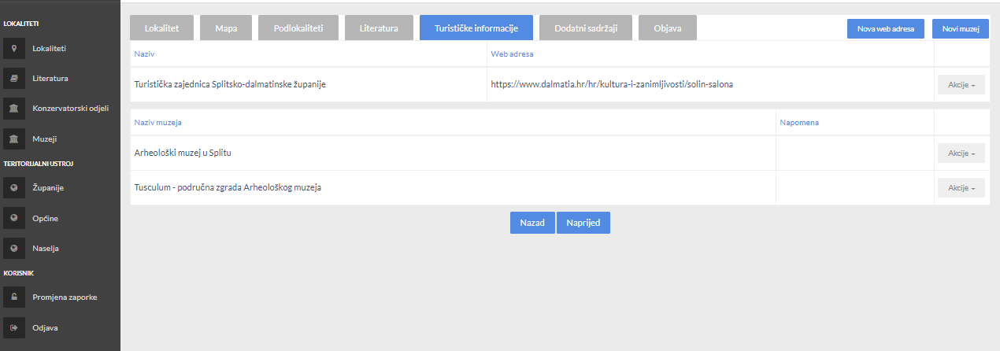 LOKALITETI
Lokaliteti
Literatura
Konzervatorski odjeli
Muzeji
TERITORIJALNI USTROJ
Županije
Općine
Naselja
KORISNIK
Promjena zaporke
Odjava
Lokalitet Mapa Podlokaliteti Literatura Turističke informacije Dodatni sadržaji Objava Nova web adresa Novi muzej
Naziv Web adresa
Turistička zajednica Splitsko-dalmatinske županije https://www.dalmatia.hr/hr/kultura-i-zanimljivosti/solin-salona Akcije
Naziv muzeja Napomena
Arheološki muzej u Splitu Akcije
Tusculum - područna zgrada Arheološkog muzeja Akcije
Nazad Naprijed